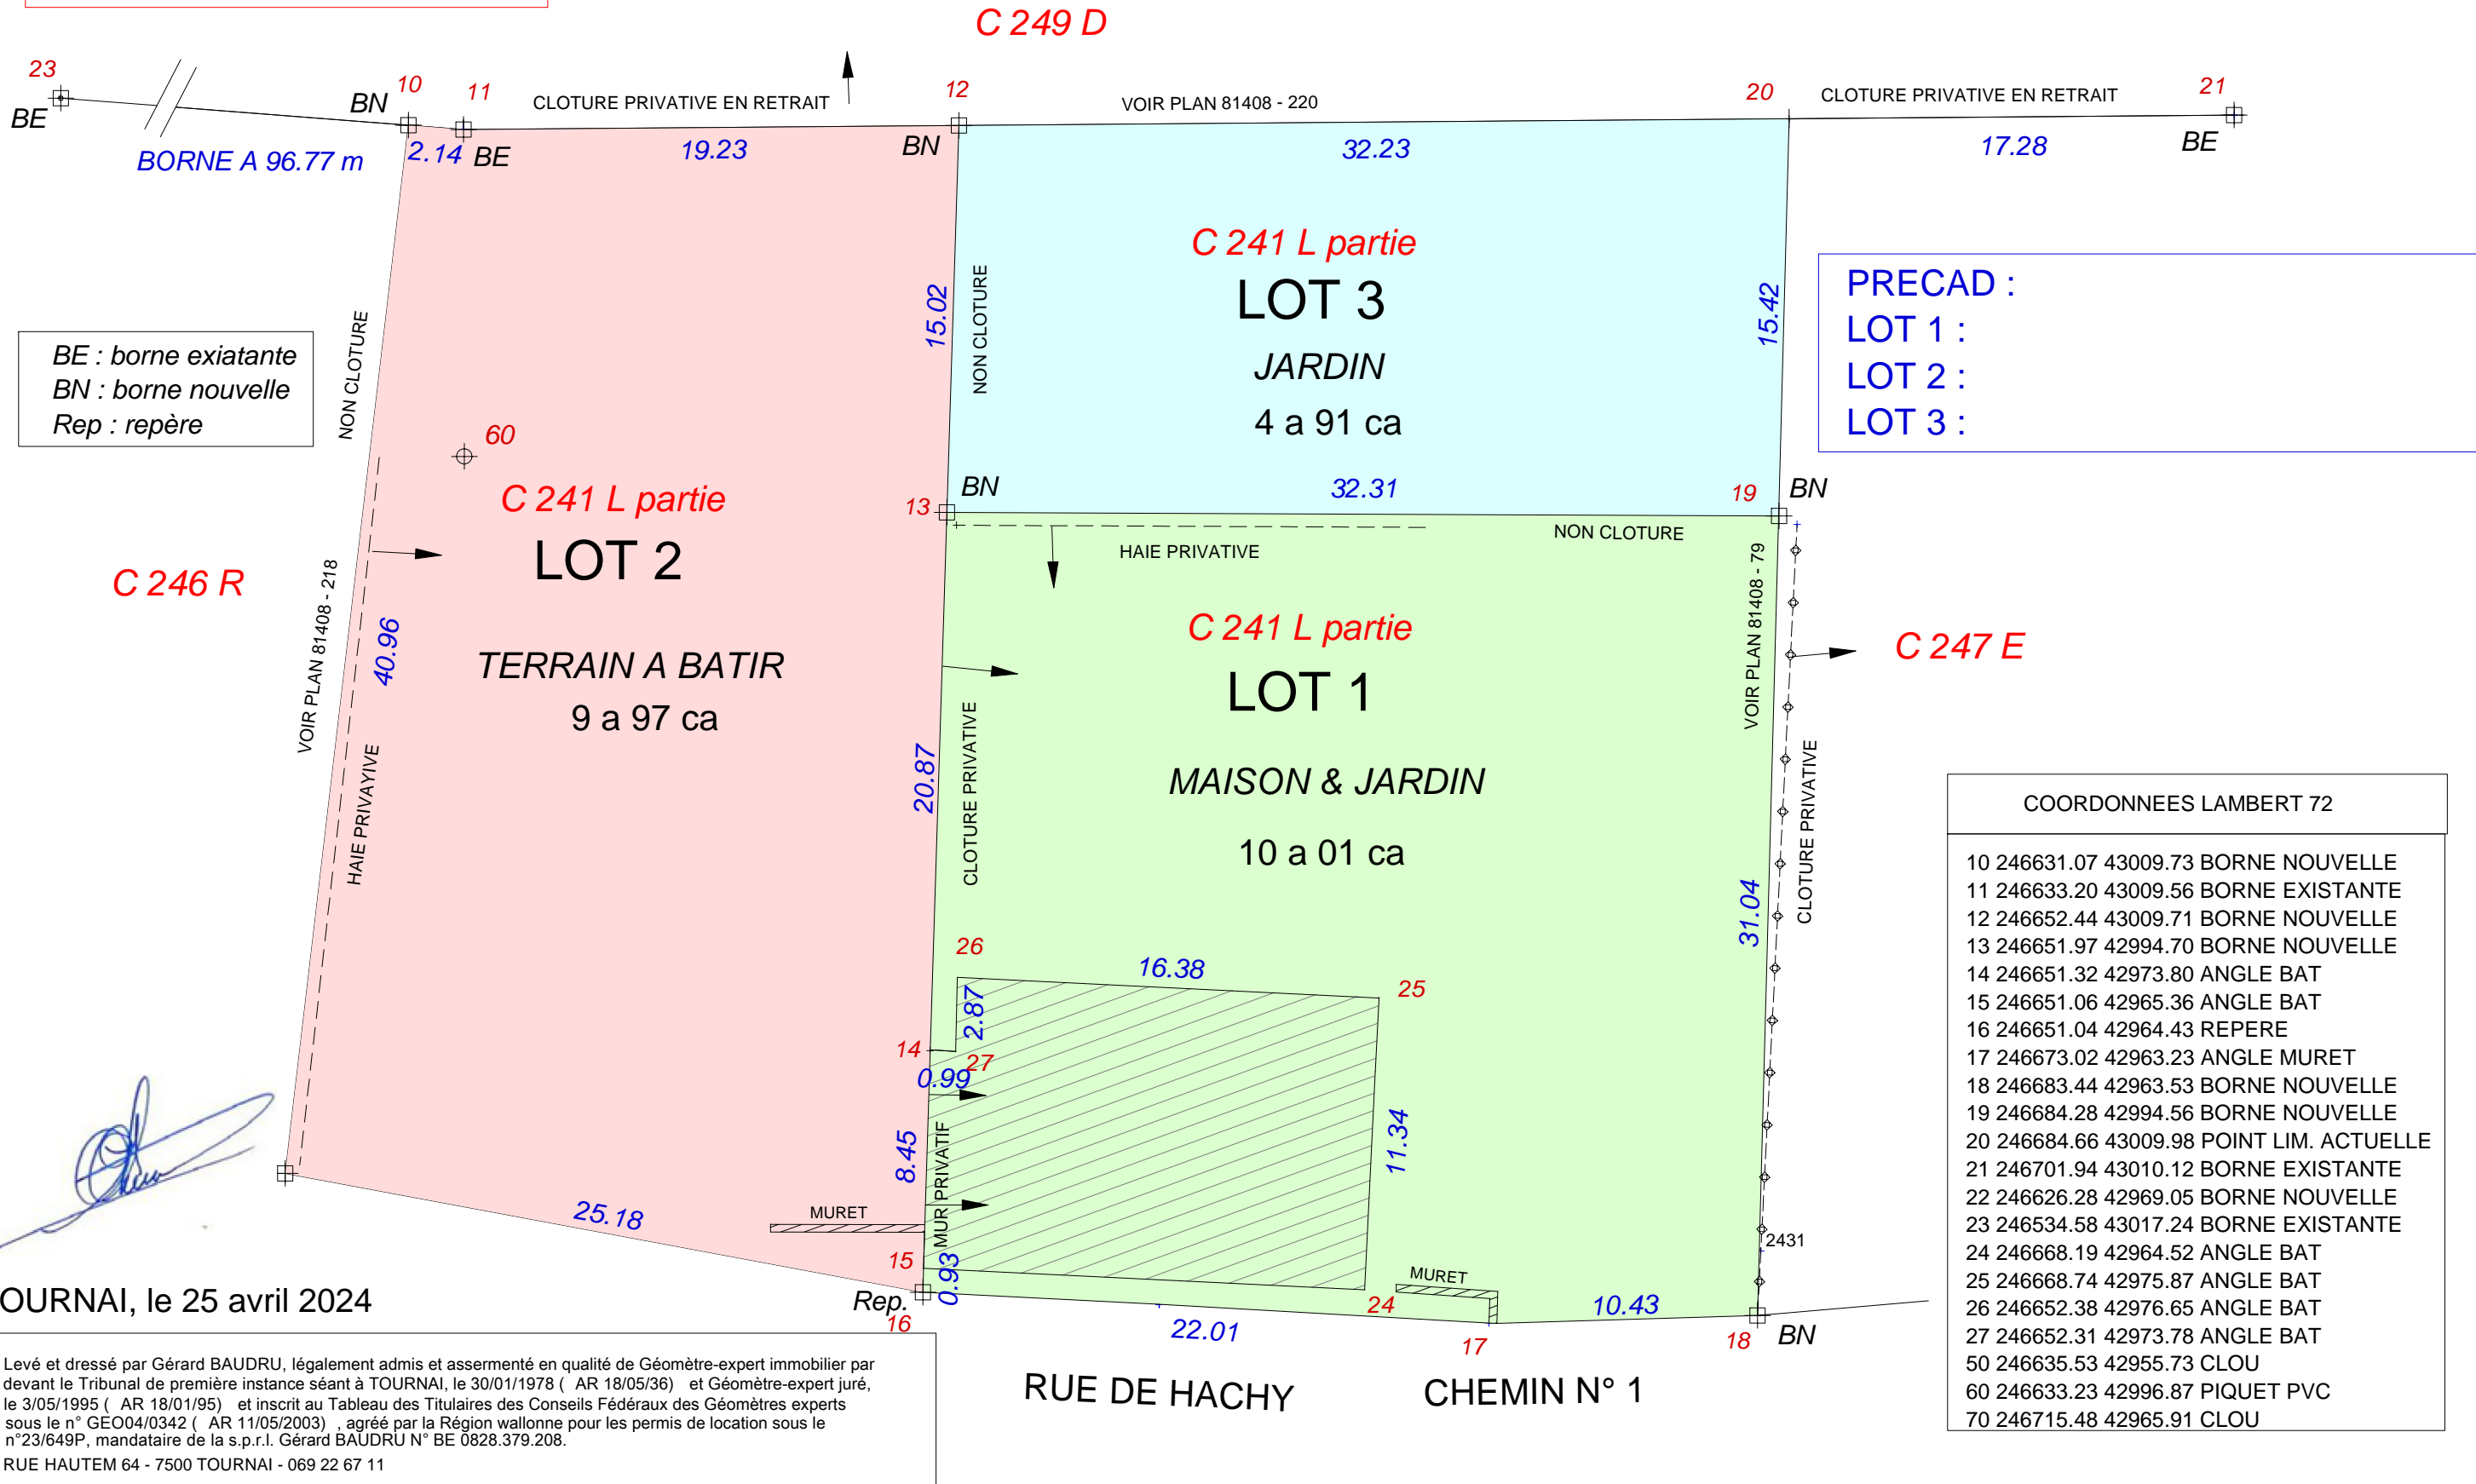 C 249 D
23
10
11
CLOTURE PRIVATIVE EN RETRAIT
12
VOIR PLAN 81408 - 220
20
CLOTURE PRIVATIVE EN RETRAIT
21
BE
BN
BORNE A 96.77 m
2.14
BE
19.23
BN
32.23
17.28
BE
C 241 L partie
LOT 3
JARDIN
4 a 91 ca
15.02
NON CLOTURE
15.42
PRECAD :
LOT 1 :
LOT 2 :
LOT 3 :
BE : borne exiatante
BN : borne nouvelle
Rep : repère
NON CLOTURE
60
C 241 L partie
LOT 2
TERRAIN A BATIR
9 a 97 ca
13
BN
32.31
19
BN
HAIE PRIVATIVE
NON CLOTURE
C 246 R
VOIR PLAN 81408 - 218
40.96
HAIE PRIVAYIVE
C 241 L partie
LOT 1
MAISON & JARDIN
10 a 01 ca
20.87
CLOTURE PRIVATIVE
VOIR PLAN 81408 - 79
31.04
CLOTURE PRIVATIVE
C 247 E
26
16.38
25
2.87
14
27
0.99
8.45
MUR PRIVATIF
11.34
25.18
MURET
15
0.93
Rep.
16
22.01
24
MURET
17
10.43
2431
18
BN
RUE DE HACHY
CHEMIN N° 1
COORDONNEES LAMBERT 72
10 246631.07 43009.73 BORNE NOUVELLE
11 246633.20 43009.56 BORNE EXISTANTE
12 246652.44 43009.71 BORNE NOUVELLE
13 246651.97 42994.70 BORNE NOUVELLE
14 246651.32 42973.80 ANGLE BAT
15 246651.06 42965.36 ANGLE BAT
16 246651.04 42964.43 REPERE
17 246673.02 42963.23 ANGLE MURET
18 246683.44 42963.53 BORNE NOUVELLE
19 246684.28 42994.56 BORNE NOUVELLE
20 246684.66 43009.98 POINT LIM. ACTUELLE
21 246701.94 43010.12 BORNE EXISTANTE
22 246626.28 42969.05 BORNE NOUVELLE
23 246534.58 43017.24 BORNE EXISTANTE
24 246668.19 42964.52 ANGLE BAT
25 246668.74 42975.87 ANGLE BAT
26 246652.38 42976.65 ANGLE BAT
27 246652.31 42973.78 ANGLE BAT
50 246635.53 42955.73 CLOU
60 246633.23 42996.87 PIQUET PVC
70 246715.48 42965.91 CLOU
OURNAI, le 25 avril 2024
Levé et dressé par Gérard BAUDRU, légalement admis et assermenté en qualité de Géomètre-expert immobilier par
devant le Tribunal de première instance séant à TOURNAI, le 30/01/1978 ( AR 18/05/36) et Géomètre-expert juré,
le 3/05/1995 ( AR 18/01/95) et inscrit au Tableau des Titulaires des Conseils Fédéraux des Géomètres experts
sous le n° GEO04/0342 ( AR 11/05/2003) , agréé par la Région wallonne pour les permis de location sous le
n°23/649P, mandataire de la s.p.r.l. Gérard BAUDRU N° BE 0828.379.208.
RUE HAUTEM 64 - 7500 TOURNAI - 069 22 67 11